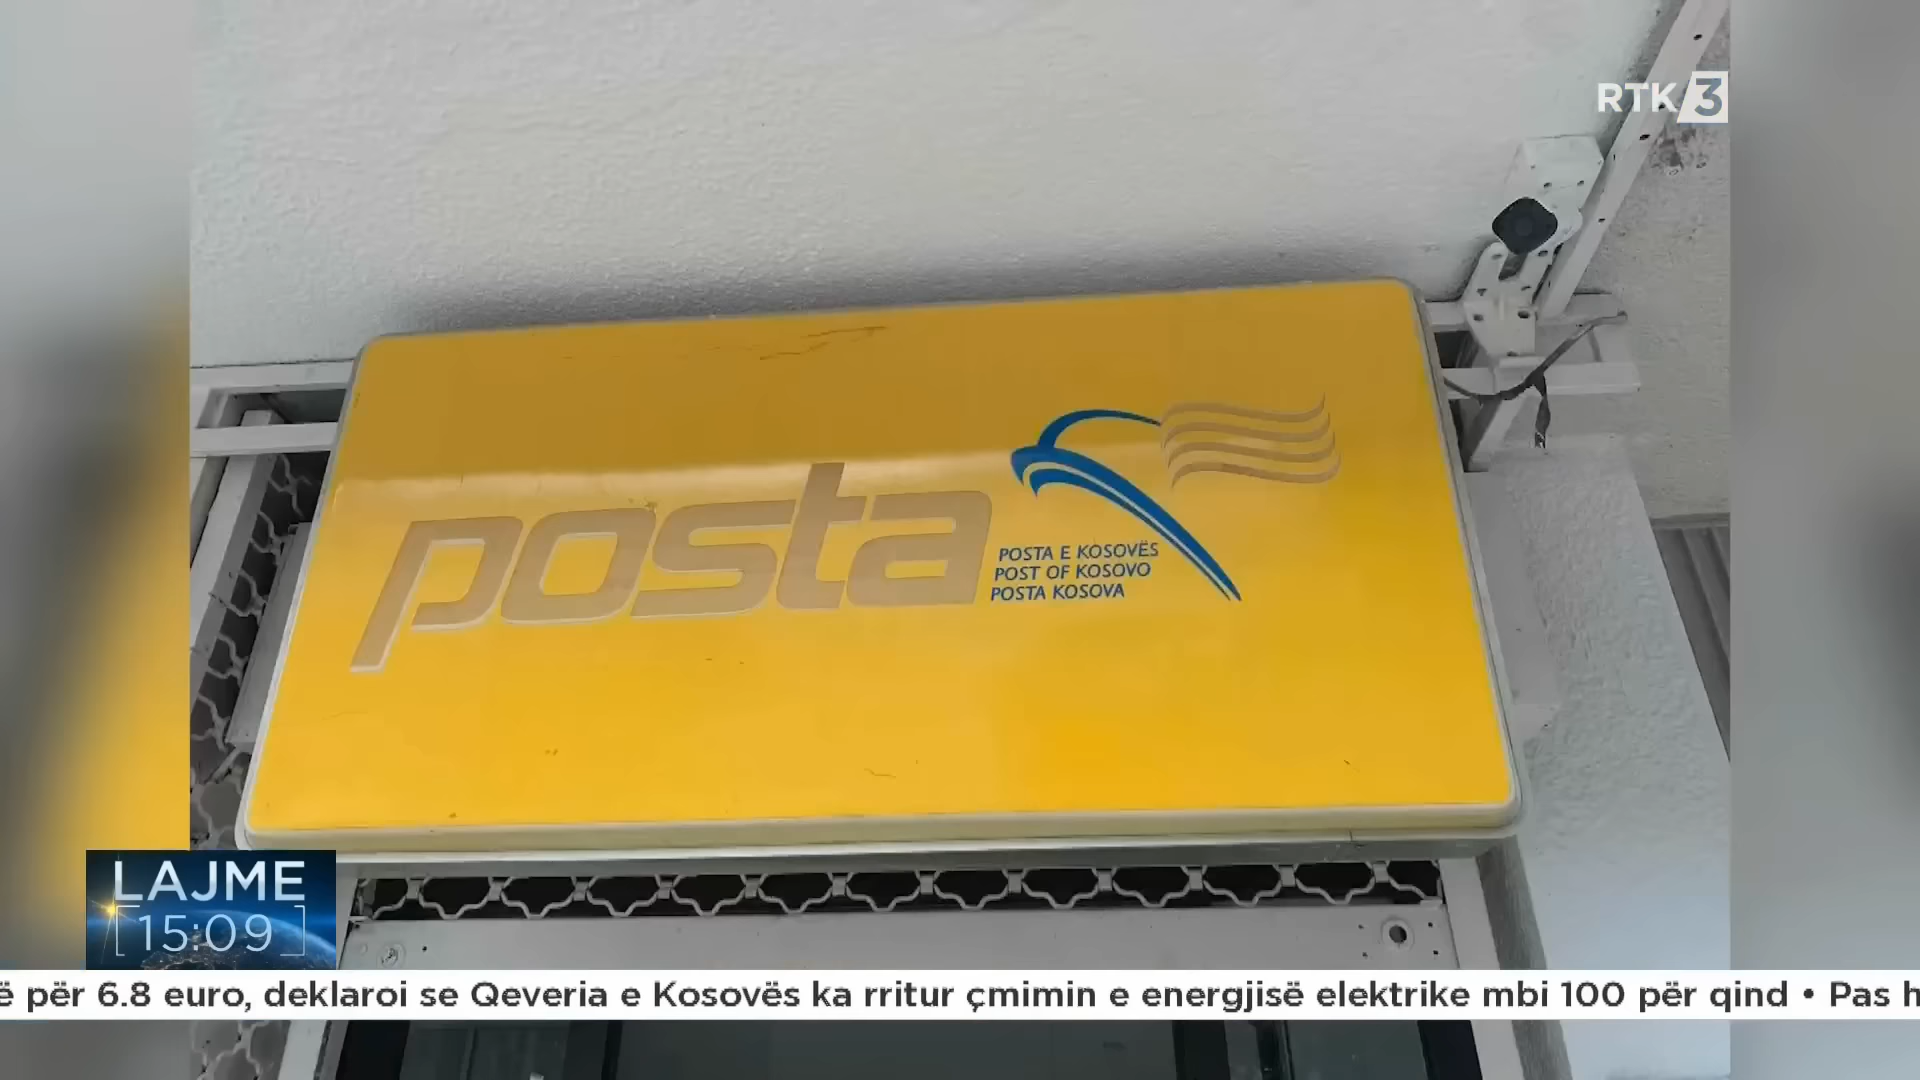 RTK 3
posta
POSTA E KOSOVËS
POST OF KOSOVO
POSTA KOSOVA
LAJME
15:09
ë për 6.8 euro, deklaroi se Qeveria e Kosovës ka rritur çmimin e energjisë elektrike mbi 100 për qind • Pas h